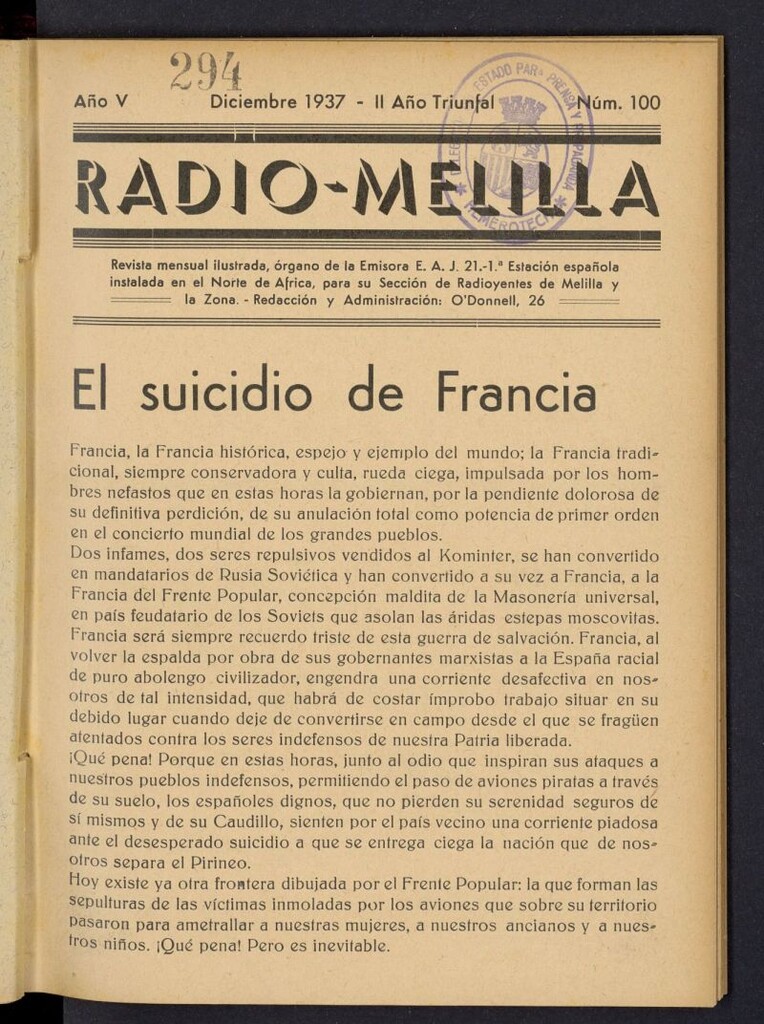 294
Año V Diciembre 1937 - II Año Triunfal Núm. 100
RADIO-MELILLA
ESTADO PARA PRENSA Y PROPAGANDA
HEMEROTECA
Revista mensual ilustrada, órgano de la Emisora E. A. J. 21.-1.ª Estación española
instalada en el Norte de Africa, para su Sección de Radioyentes de Melilla y
la Zona. - Redacción y Administración: O'Donnell, 26
El suicidio de Francia
Francia, la Francia histórica, espejo y ejemplo del mundo; la Francia tradi-
cional, siempre conservadora y culta, rueda ciega, impulsada por los hom-
bres nefastos que en estas horas la gobiernan, por la pendiente dolorosa de
su definitiva perdición, de su anulación total como potencia de primer orden
en el concierto mundial de los grandes pueblos.
Dos infames, dos seres repulsivos vendidos al Kominter, se han convertido
en mandatarios de Rusia Soviética y han convertido a su vez a Francia, a la
Francia del Frente Popular, concepción maldita de la Masonería universal,
en país feudatario de los Soviets que asolan las áridas estepas moscovitas.
Francia será siempre recuerdo triste de esta guerra de salvación. Francia, al
volver la espalda por obra de sus gobernantes marxistas a la España racial
de puro abolengo civilizador, engendra una corriente desafectiva en nos-
otros de tal intensidad, que habrá de costar ímprobo trabajo situar en su
debido lugar cuando deje de convertirse en campo desde el que se fragüen
atentados contra los seres indefensos de nuestra Patria liberada.
¡Qué pena! Porque en estas horas, junto al odio que inspiran sus ataques a
nuestros pueblos indefensos, permitiendo el paso de aviones piratas a través
de su suelo, los españoles dignos, que no pierden su serenidad seguros de
sí mismos y de su Caudillo, sienten por el país vecino una corriente piadosa
ante el desesperado suicidio a que se entrega ciega la nación que de nos-
otros separa el Pirineo.
Hoy existe ya otra frontera dibujada por el Frente Popular: la que forman las
sepulturas de las víctimas inmoladas por los aviones que sobre su territorio
pasaron para ametrallar a nuestras mujeres, a nuestros ancianos y a nues-
tros niños. ¡Qué pena! Pero es inevitable.